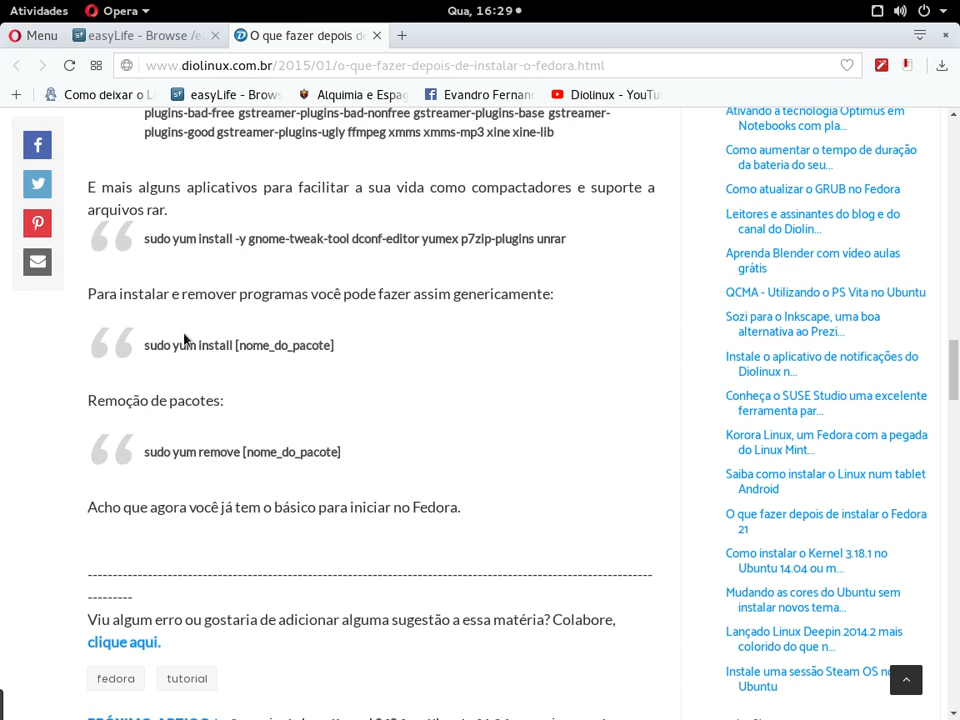 Atividades
Opera
Qua, 16:29
Menu
easyLife - Browse /ea
O que fazer depois de
www.diolinux.com.br/2015/01/o-que-fazer-depois-de-instalar-o-fedora.html
Como deixar o L
easyLife - Brows
Alquimia e Espag
Evandro Fernan
Diolinux - YouTu
plugins-bad-free gstreamer-plugins-bad-nonfree gstreamer-plugins-base gstreamer-
plugins-good gstreamer-plugins-ugly ffmpeg xmms xmms-mp3 xine xine-lib
E mais alguns aplicativos para facilitar a sua vida como compactadores e suporte a
arquivos rar.
sudo yum install -y gnome-tweak-tool dconf-editor yumex p7zip-plugins unrar
Para instalar e remover programas você pode fazer assim genericamente:
sudo yum install [nome_do_pacote]
Remoção de pacotes:
sudo yum remove [nome_do_pacote]
Acho que agora você já tem o básico para iniciar no Fedora.
-----------------------------------------------------------------------------------------------------------------
---------
Viu algum erro ou gostaria de adicionar alguma sugestão a essa matéria? Colabore,
clique aqui.
fedora
tutorial
Ativando a tecnologia Optimus em
Notebooks com pla...
Como aumentar o tempo de duração
da bateria do seu...
Como atualizar o GRUB no Fedora
Leitores e assinantes do blog e do
canal do Diolin...
Aprenda Blender com vídeo aulas
grátis
QCMA - Utilizando o PS Vita no Ubuntu
Sozi para o Inkscape, uma boa
alternativa ao Prezi...
Instale o aplicativo de notificações do
Diolinux n...
Conheça o SUSE Studio uma excelente
ferramenta par...
Korora Linux, um Fedora com a pegada
do Linux Mint...
Saiba como instalar o Linux num tablet
Android
O que fazer depois de instalar o Fedora
21
Como instalar o Kernel 3.18.1 no
Ubuntu 14.04 ou m...
Mudando as cores do Ubuntu sem
instalar novos tema...
Lançado Linux Deepin 2014.2 mais
colorido do que n...
Instale uma sessão Steam OS no
Ubuntu